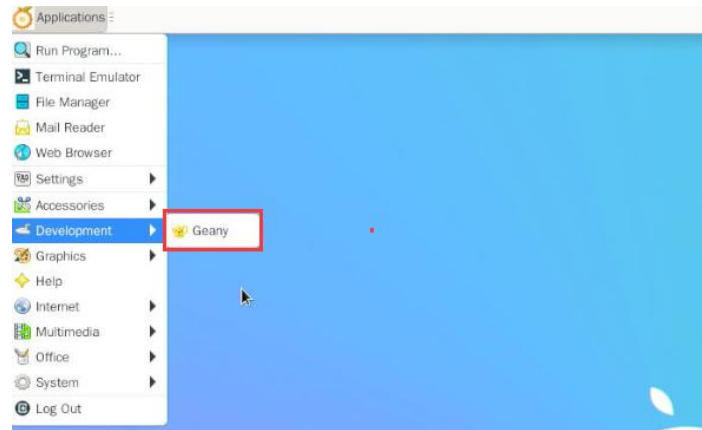 Applications
Run Program...
Terminal Emulator
File Manager
Mail Reader
Web Browser
Settings
Accessories
Development
Geany
Graphics
Help
Internet
Multimedia
Office
System
Log Out